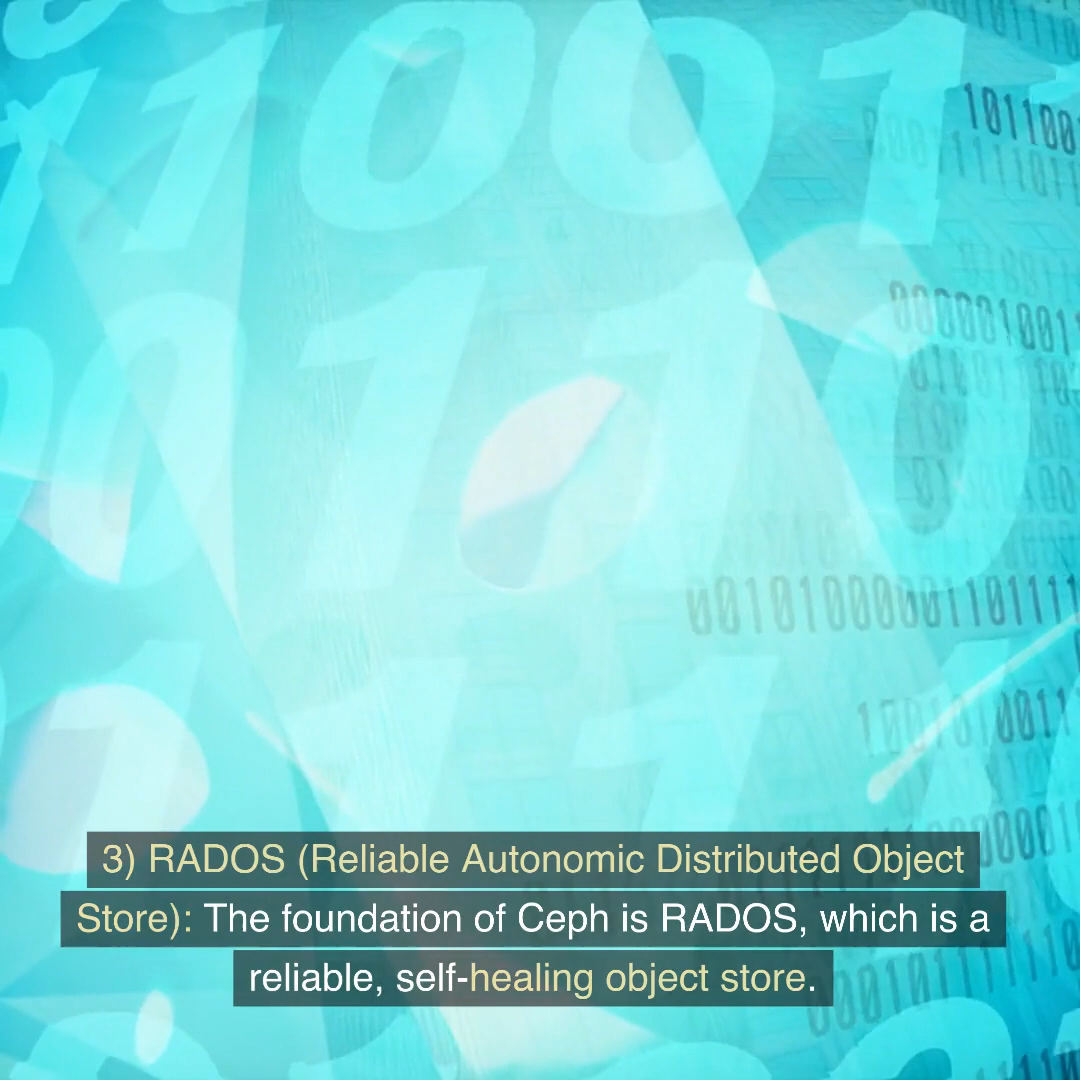 3) RADOS (Reliable Autonomic Distributed Object
Store): The foundation of Ceph is RADOS, which is a
reliable, self-healing object store.